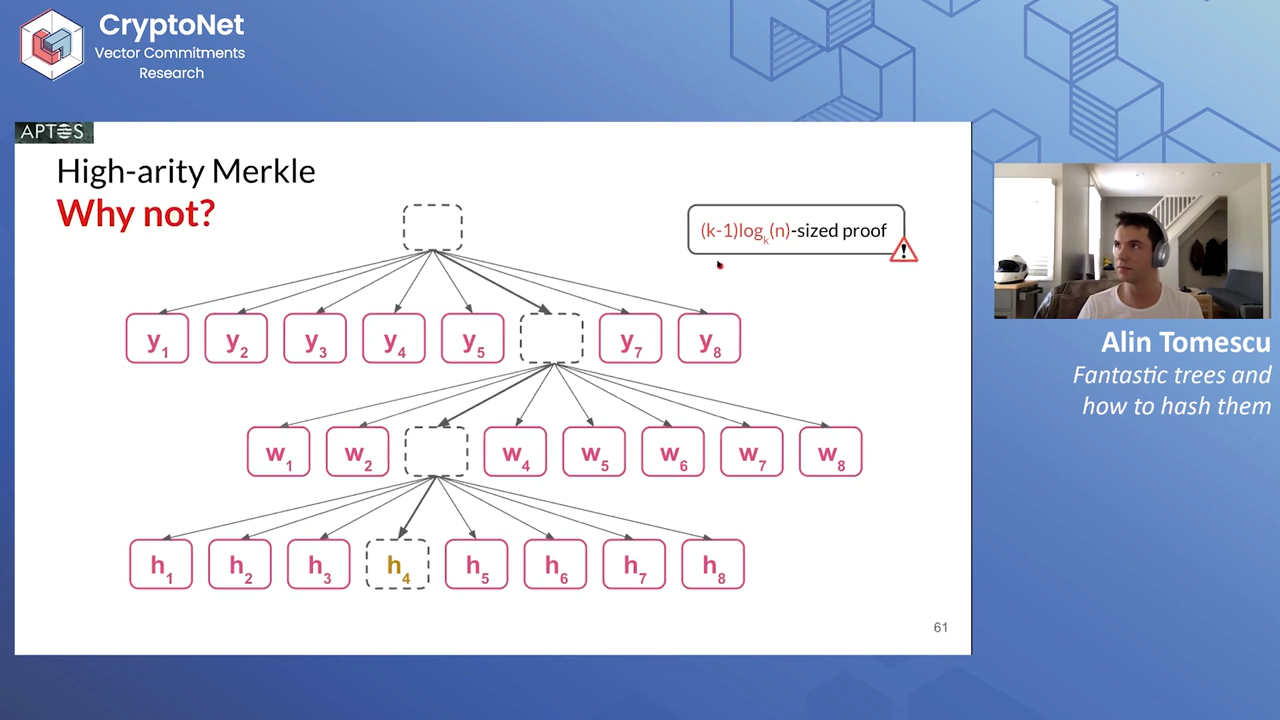 CryptoNet
Vector Commitments
Research
APTOS
High-arity Merkle
Why not?
(k-1)logk(n)-sized proof
!
y1 y2 y3 y4 y5 y7 y8
w1 w2 w4 w5 w6 w7 w8
h1 h2 h3 h4 h5 h6 h7 h8
61
Alin Tomescu
Fantastic trees and
how to hash them